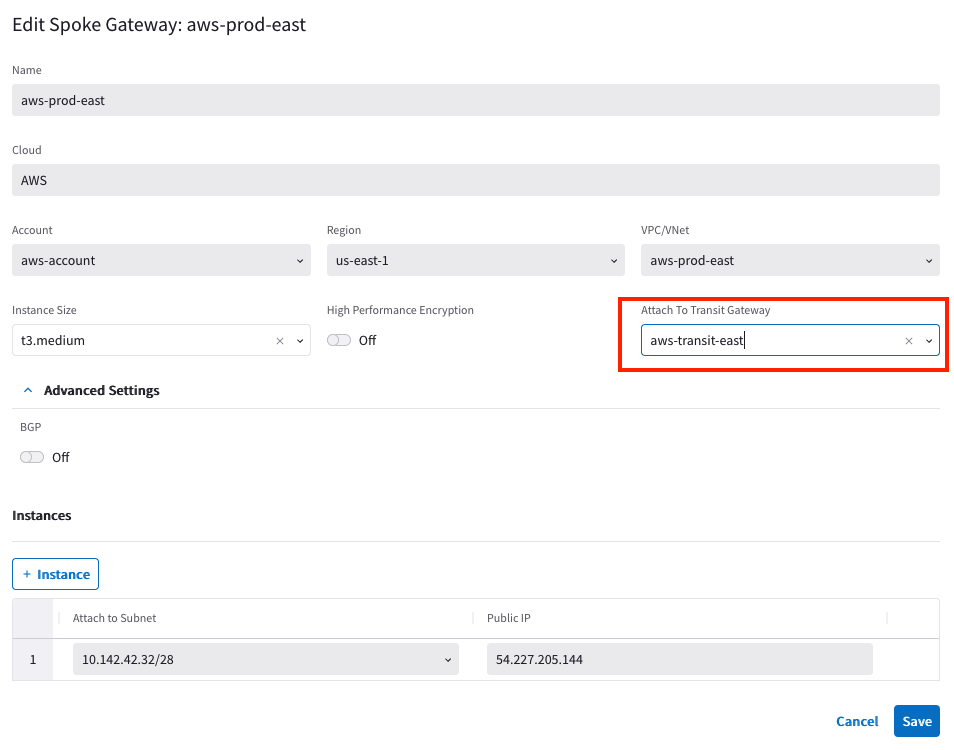 Edit Spoke Gateway: aws-prod-east
Name
aws-prod-east
Cloud
AWS
Account
Region
VPC/VNet
aws-account
us-east-1
aws-prod-east
Instance Size
High Performance Encryption
Attach To Transit Gateway
t3.medium
Off
aws-transit-east
Advanced Settings
BGP
Off
Instances
+ Instance
Attach to Subnet
Public IP
1
10.142.42.32/28
54.227.205.144
Cancel
Save